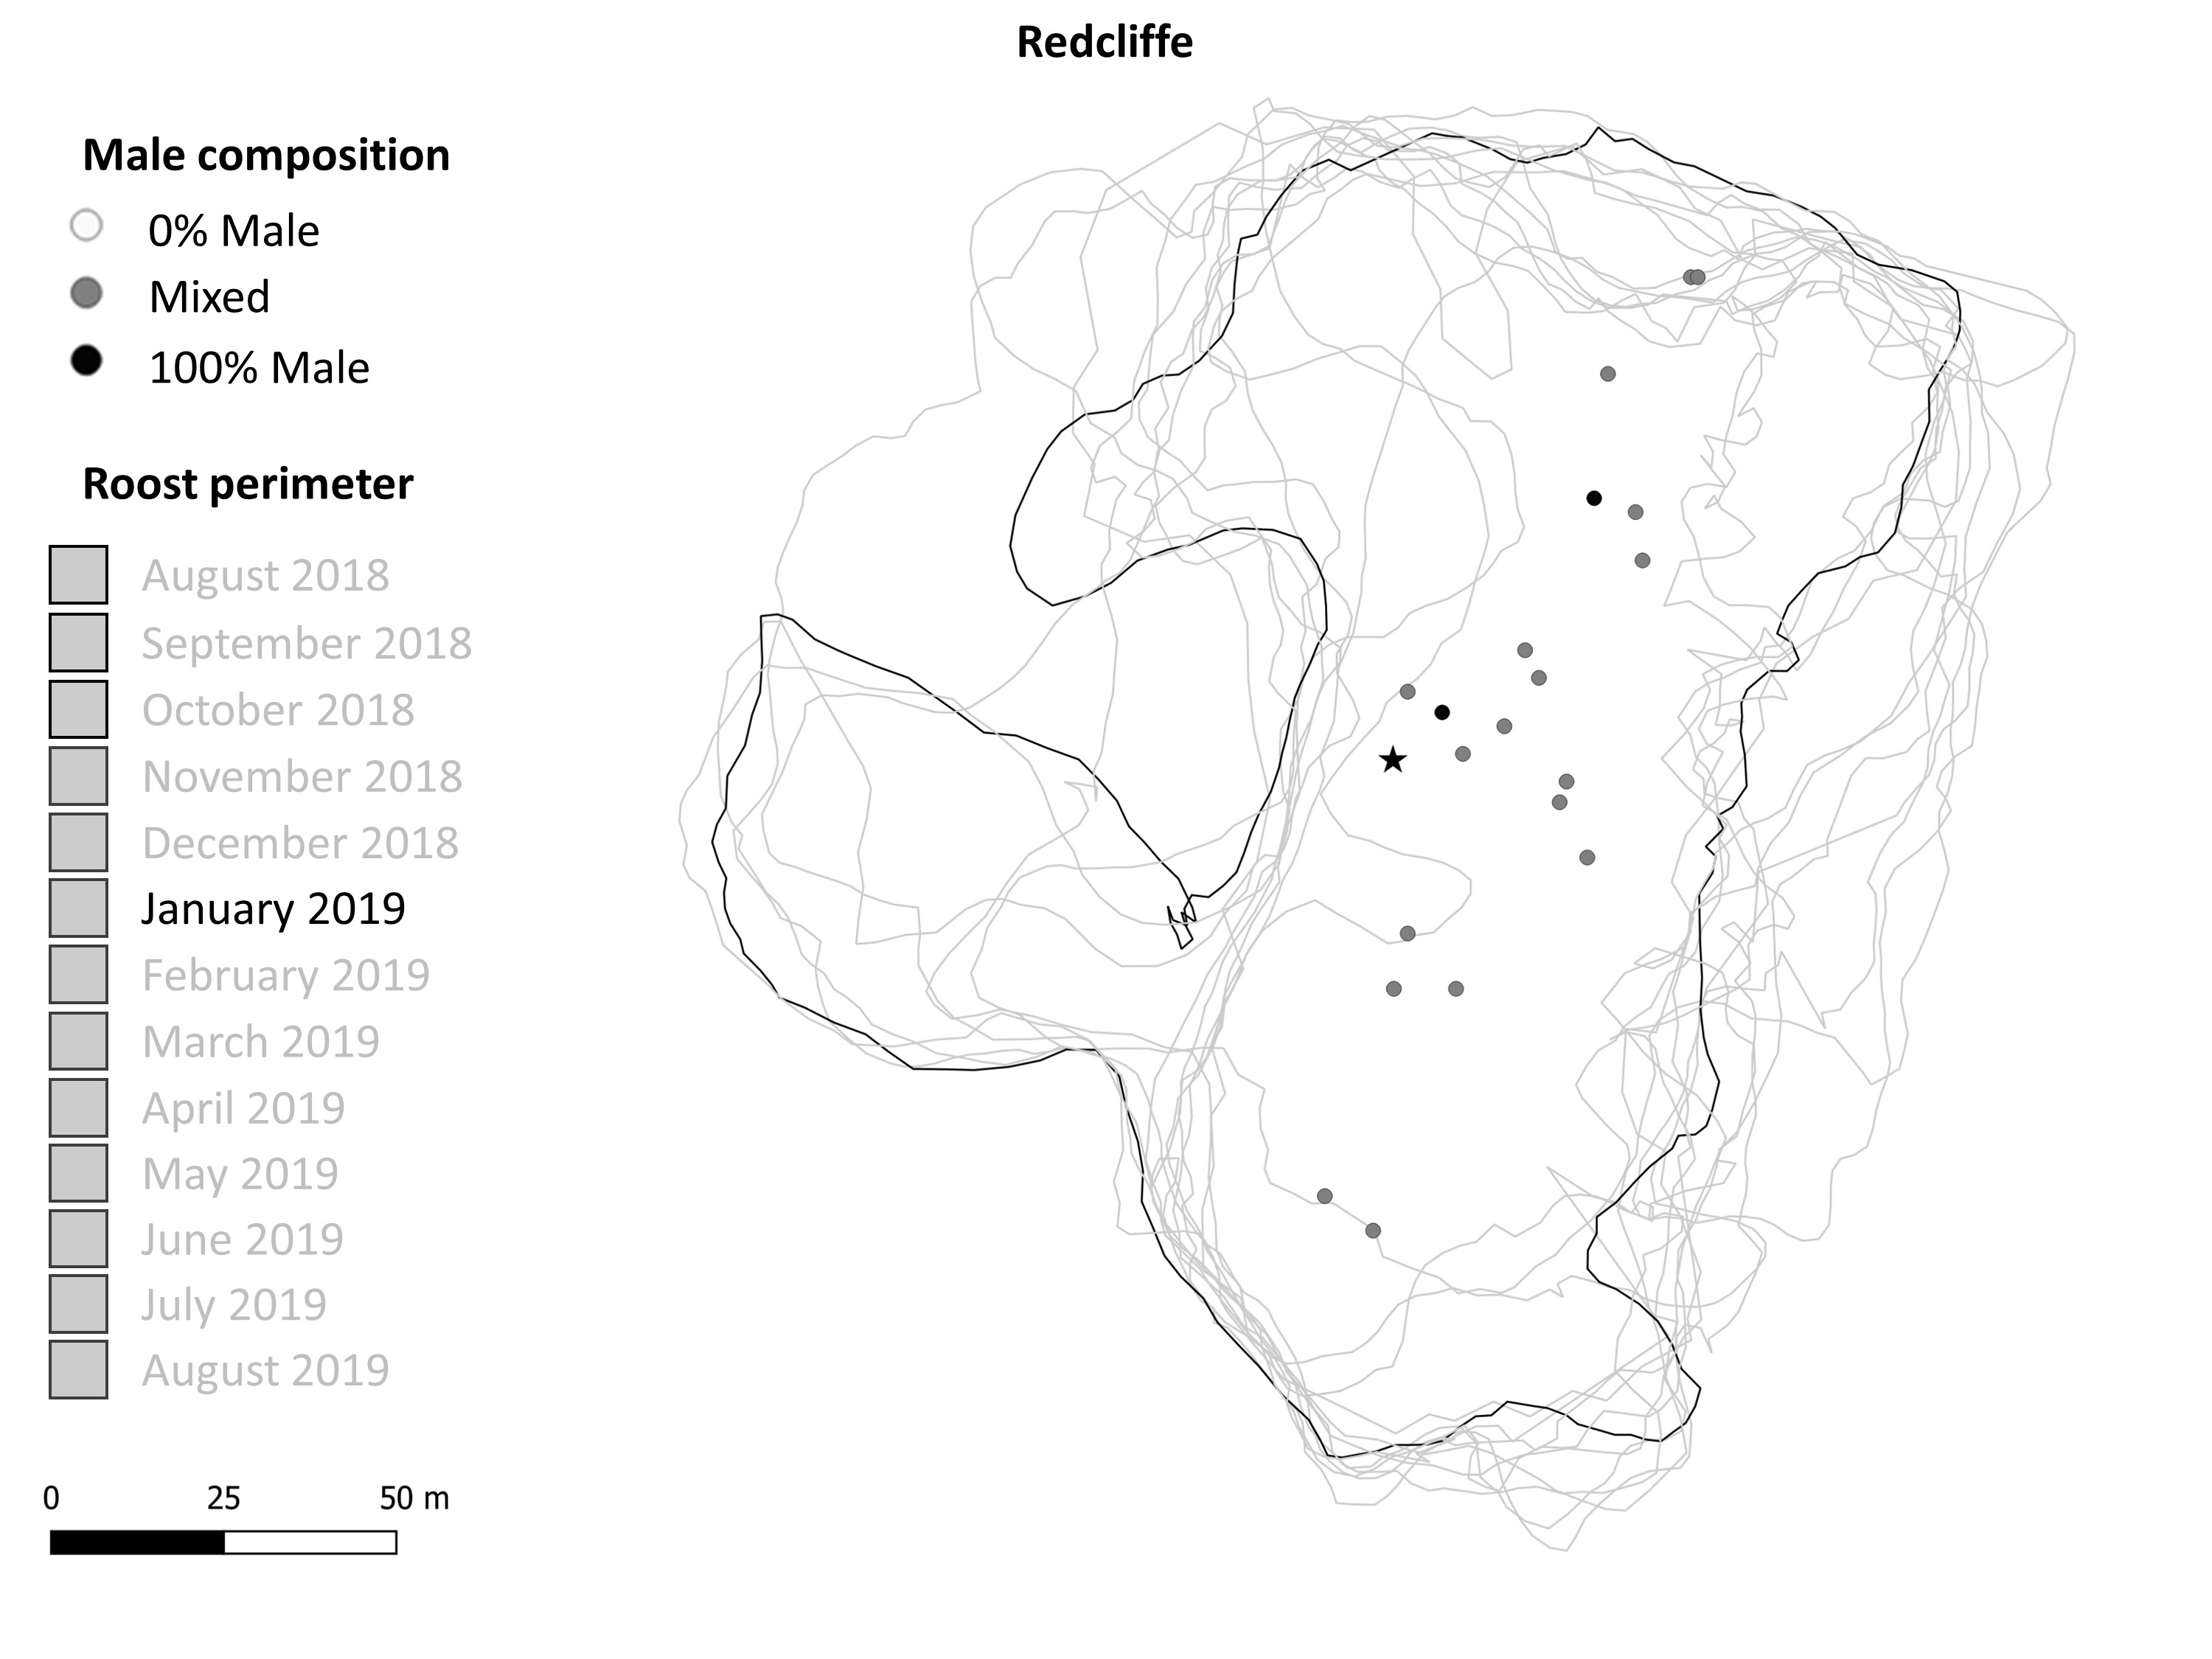 Redcliffe
Male composition
0% Male
Mixed
100% Male
Roost perimeter
August 2018
September 2018
October 2018
November 2018
December 2018
January 2019
February 2019
March 2019
April 2019
May 2019
June 2019
July 2019
August 2019
0 25 50 m